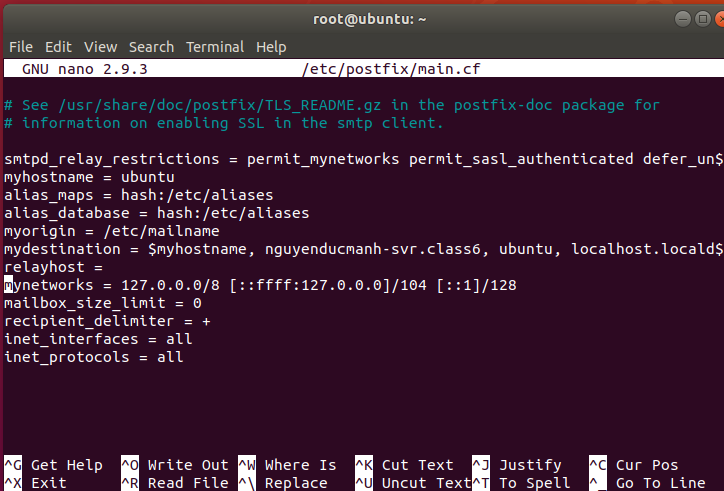 root@ubuntu: ~
File Edit View Search Terminal Help
GNU nano 2.9.3 /etc/postfix/main.cf
# See /usr/share/doc/postfix/TLS_README.gz in the postfix-doc package for
# information on enabling SSL in the smtp client.
smtpd_relay_restrictions = permit_mynetworks permit_sasl_authenticated defer_un$
myhostname = ubuntu
alias_maps = hash:/etc/aliases
alias_database = hash:/etc/aliases
myorigin = /etc/mailname
mydestination = $myhostname, nguyenducmanh-svr.class6, ubuntu, localhost.locald$
relayhost =
mynetworks = 127.0.0.0/8 [::ffff:127.0.0.0]/104 [::1]/128
mailbox_size_limit = 0
recipient_delimiter = +
inet_interfaces = all
inet_protocols = all
^G Get Help ^O Write Out ^W Where Is ^K Cut Text ^J Justify ^C Cur Pos
^X Exit ^R Read File ^\ Replace ^U Uncut Text ^T To Spell ^_ Go To Line